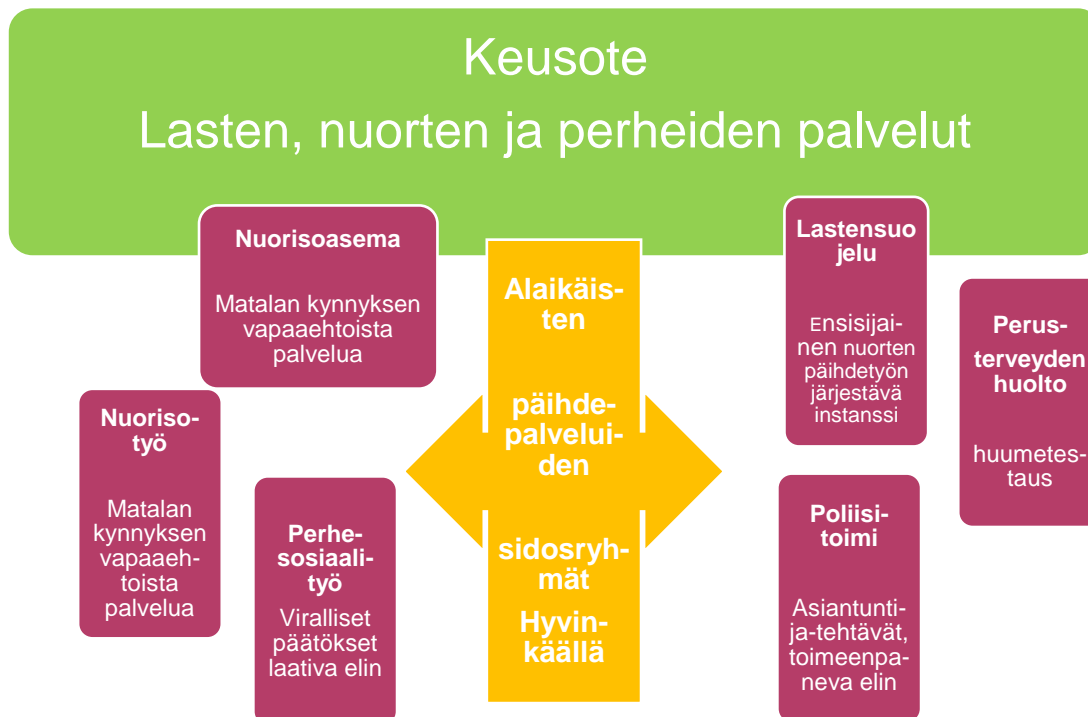 Keusote
Lasten, nuorten ja perheiden palvelut
Nuorisoasema
Matalan kynnyksen
vapaaehtoista
palvelua
Nuoriso-
työ
Matalan
kynnyksen
vapaaeh-
toista
palvelua
Perhe-
sosiaali-
työ
Viralliset
päätökset
laativa elin
Alaikäis-
ten
päihde-
palvelui-
den
sidosryh-
mät
Hyvin-
käällä
Lastensuo
jelu
Ensisijai-
nen nuorten
päihdetyön
järjestävä
instanssi
Poliisi-
toimi
Asiantunti-
ja-tehtävät,
toimeenpa-
neva elin
Perus-
terveyden
huolto
huumetes-
taus